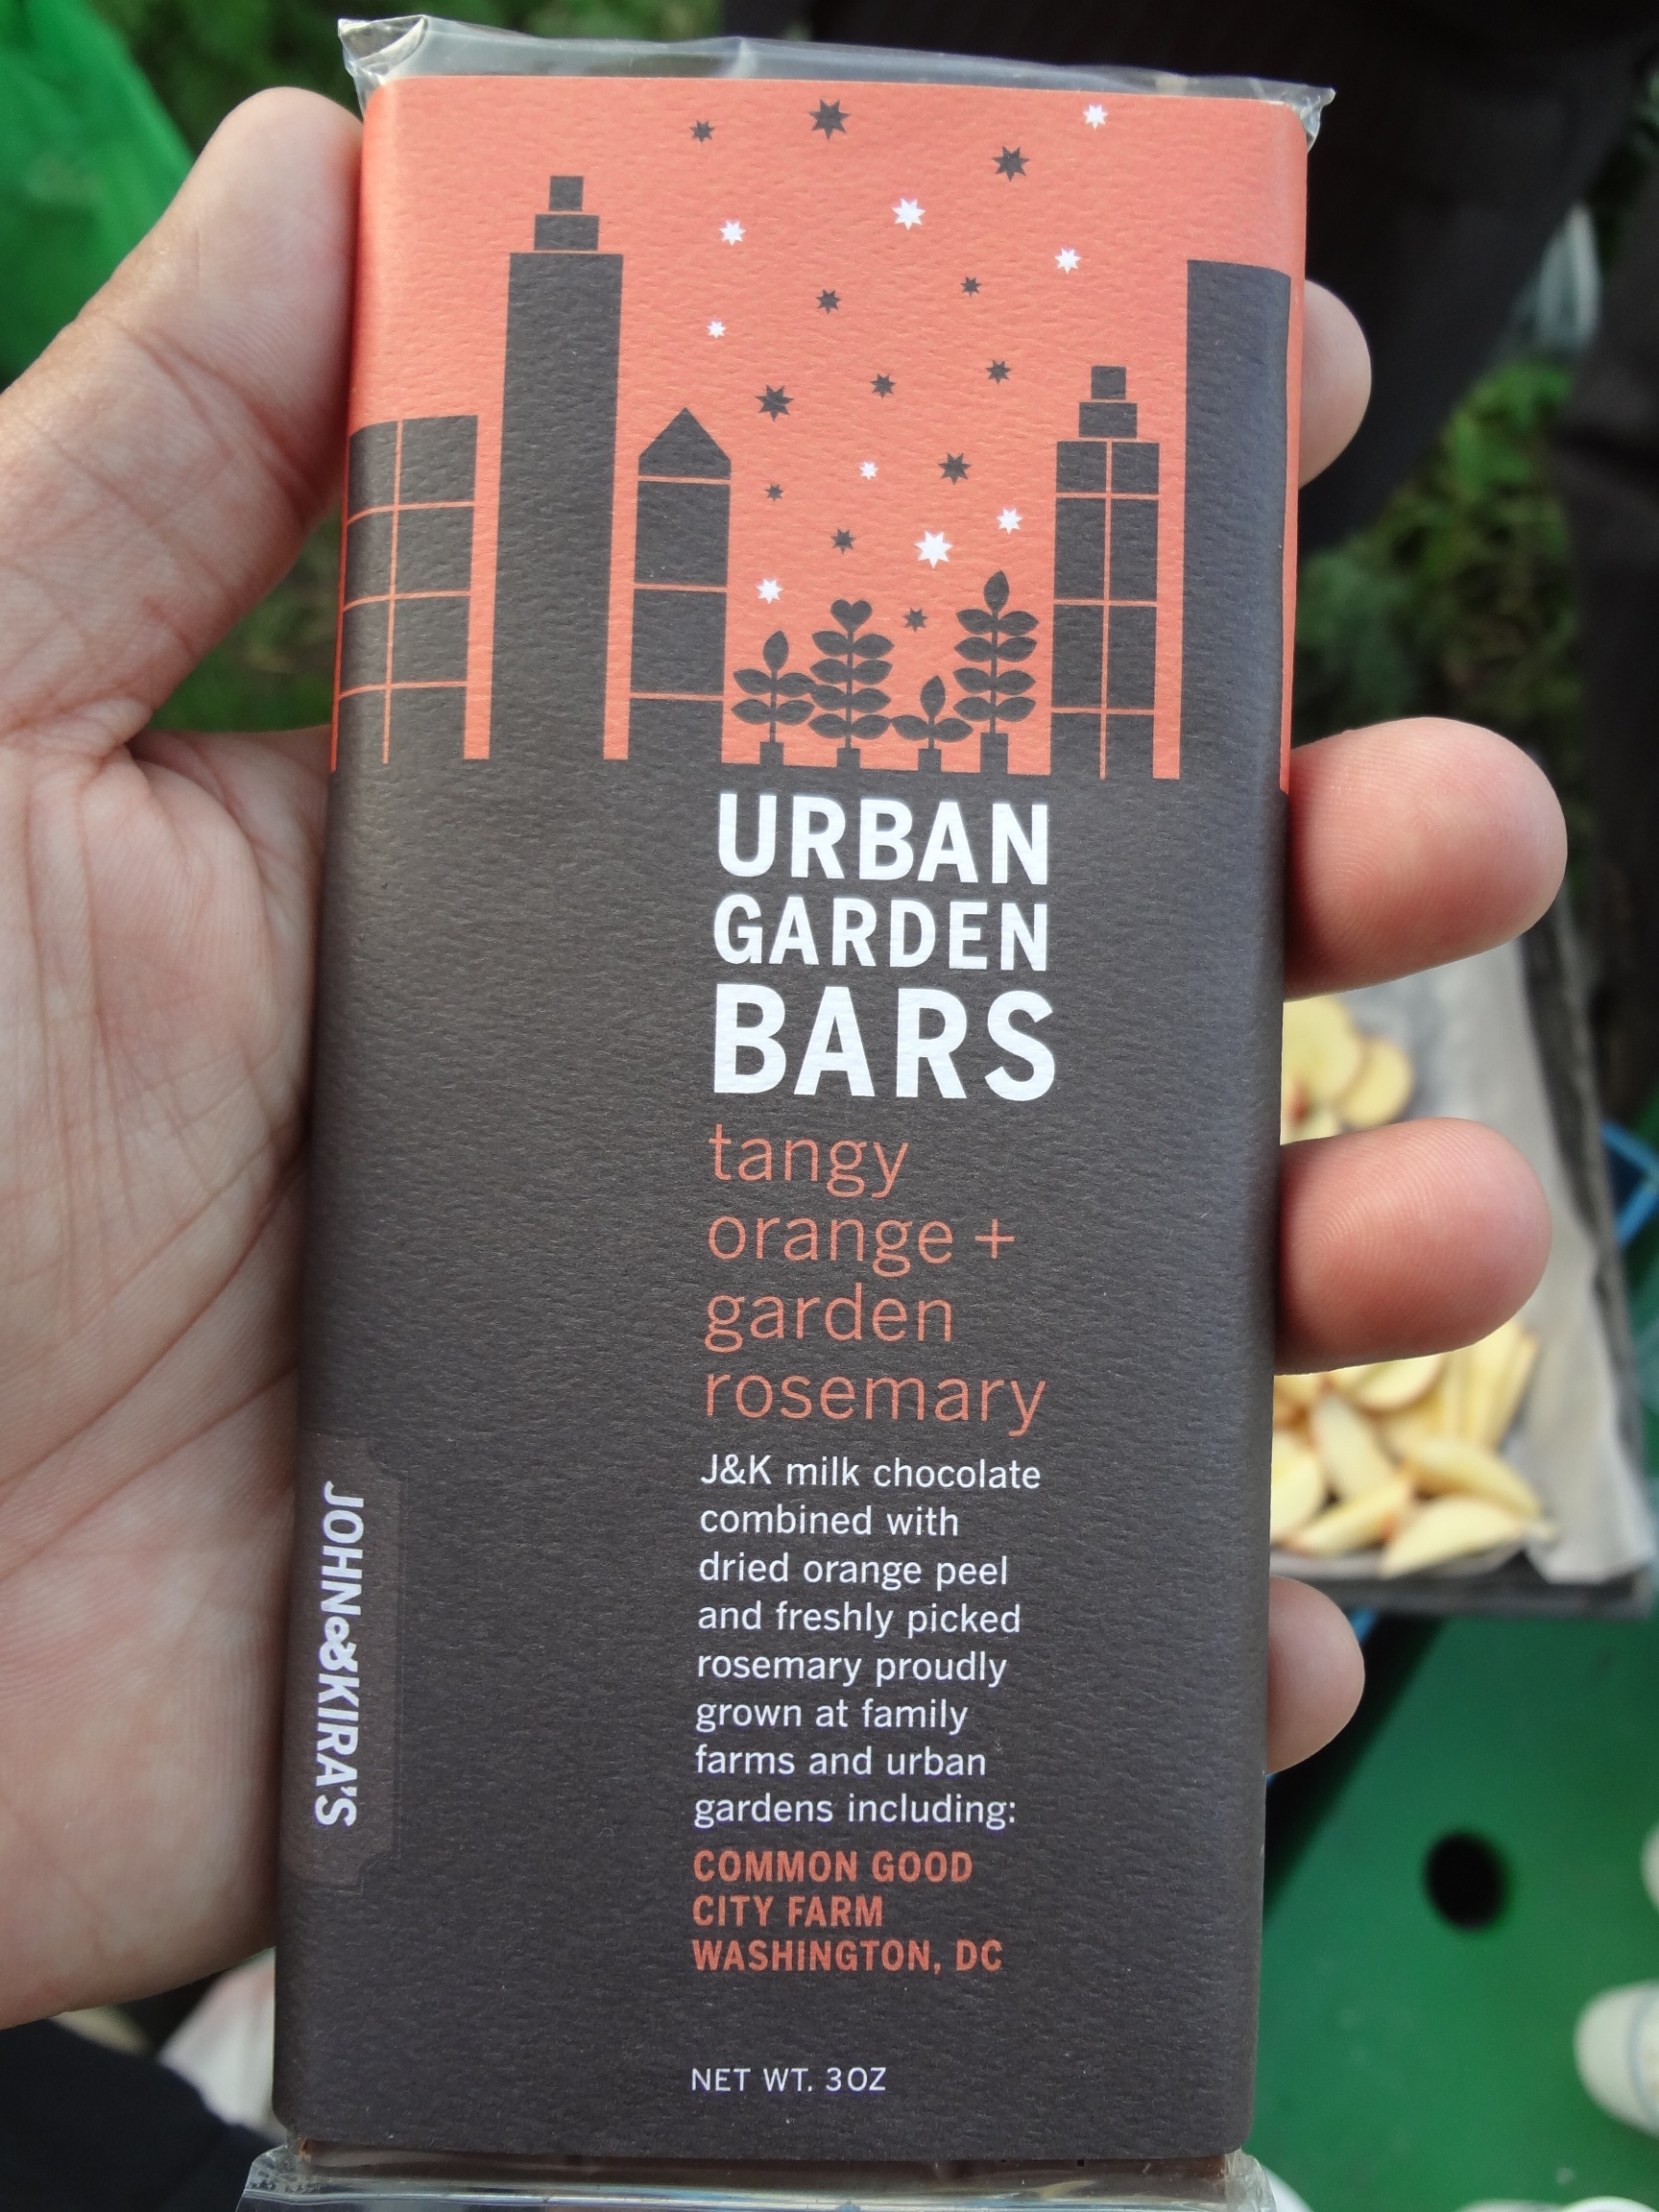 URBAN
GARDEN
BARS
tangy
orange +
garden
rosemary
J&K milk chocolate
combined with
dried orange peel
and freshly picked
rosemary proudly
grown at family
farms and urban
gardens including:
COMMON GOOD
CITY FARM
WASHINGTON, DC
NET WT. 3OZ
JOHN&KIRA'S